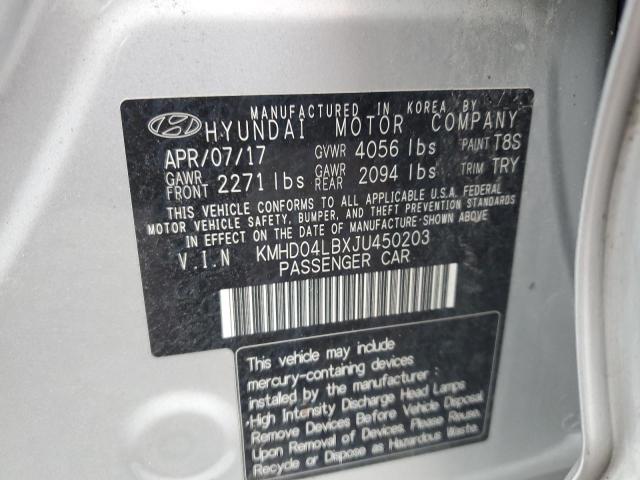 MANUFACTURED IN KOREA BY
HYUNDAI MOTOR COMPANY
APR/07/17 GVWR 4056 lbs PAINT T8S
GAWR FRONT 2271 lbs GAWR REAR 2094 lbs TRIM TRY
THIS VEHICLE CONFORMS TO ALL APPLICABLE U.S.A. FEDERAL
MOTOR VEHICLE SAFETY, BUMPER, AND THEFT PREVENTION STANDARDS
IN EFFECT ON THE DATE OF MANUFACTURE SHOWN ABOVE.
V.I.N KMHD04LBXJU450203
PASSENGER CAR
This vehicle may include
mercury-containing devices
installed by the manufacturer :
High Intensity Discharge Head Lamps
Remove Devices Before Vehicle Disposal.
Upon Removal of Devices, Please Reuse,
Recycle or Dispose as Hazardous Waste.